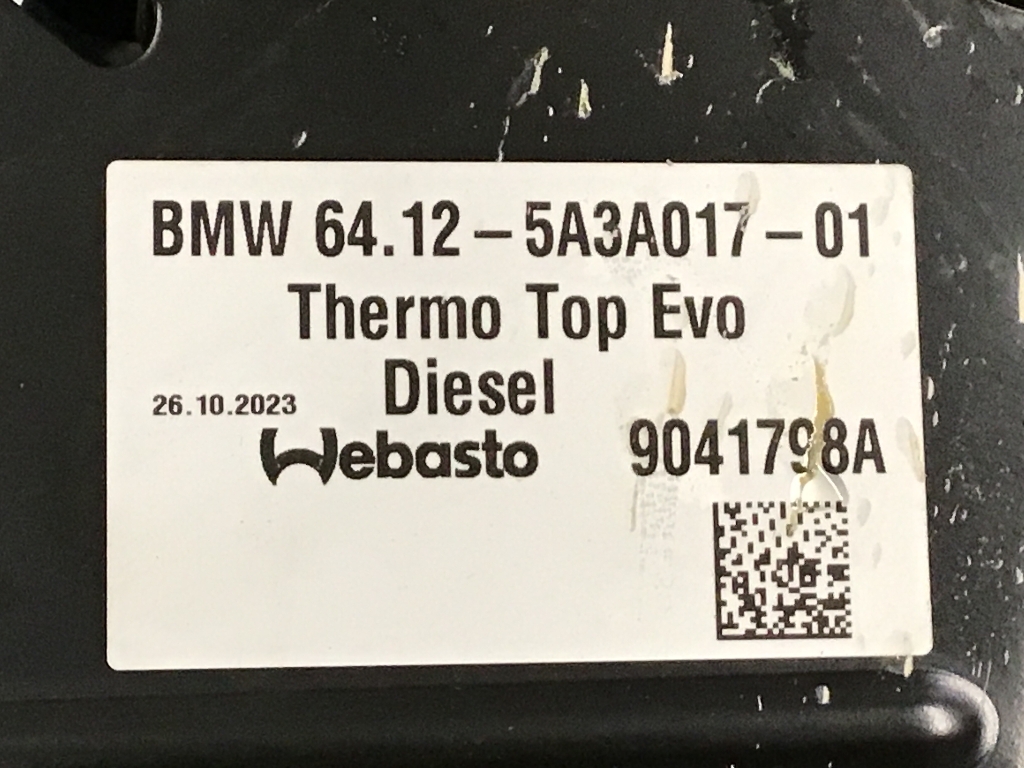 BMW 64.12 – 5A3A017 – 01
Thermo Top Evo
Diesel
26.10.2023
Webasto 9041798A